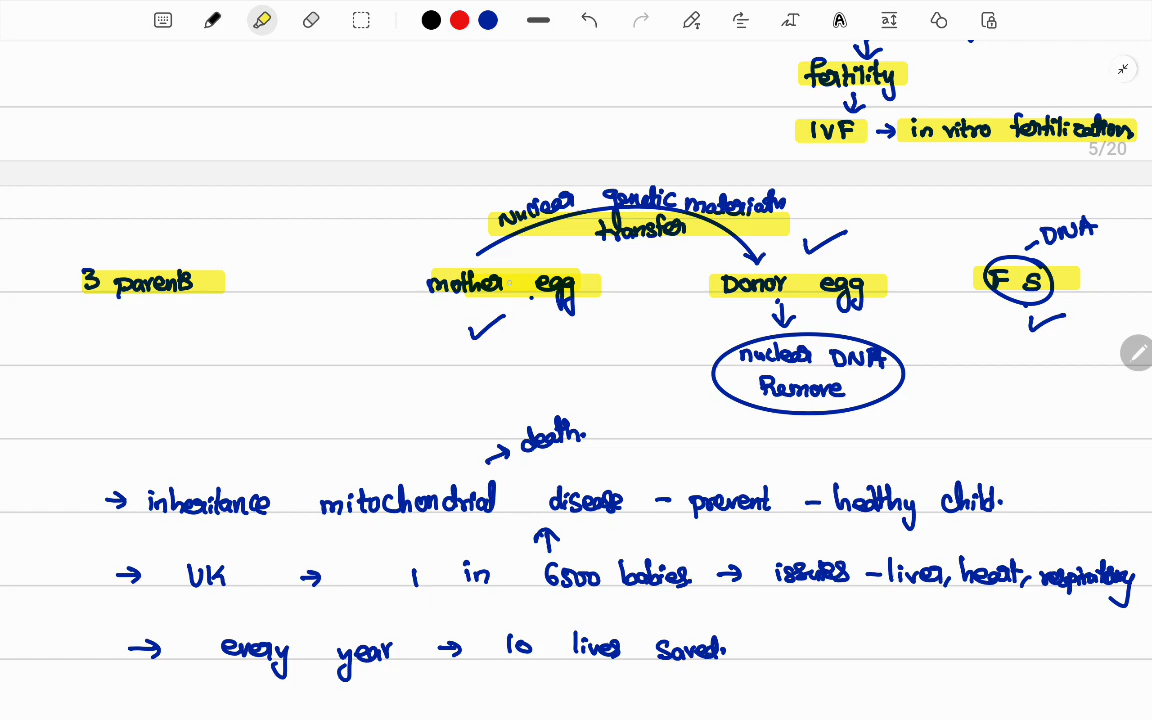 fertility
IVF → in vitro fertilization
5/20
nuclear genetic materials
transfer
DNA
3 parents mother egg Donor egg F S
nuclear DNA
Remove
→ death.
→ inheritance mitochondrial disease - prevent - healthy child.
→ UK → 1 in 6500 babies → issues - liver, heart, respiratory
→ every year → 10 lives saved.